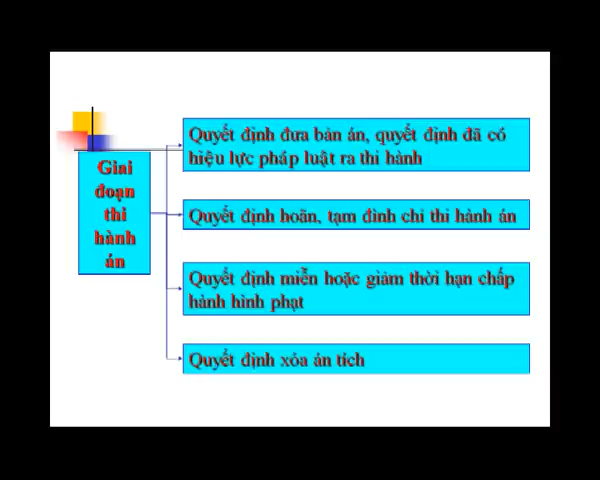 Giai
đoạn
thi
hành
án
Quyết định đưa bản án, quyết định đã có
hiệu lực pháp luật ra thi hành
Quyết định hoãn, tạm đình chỉ thi hành án
Quyết định miễn hoặc giảm thời hạn chấp
hành hình phạt
Quyết định xóa án tích